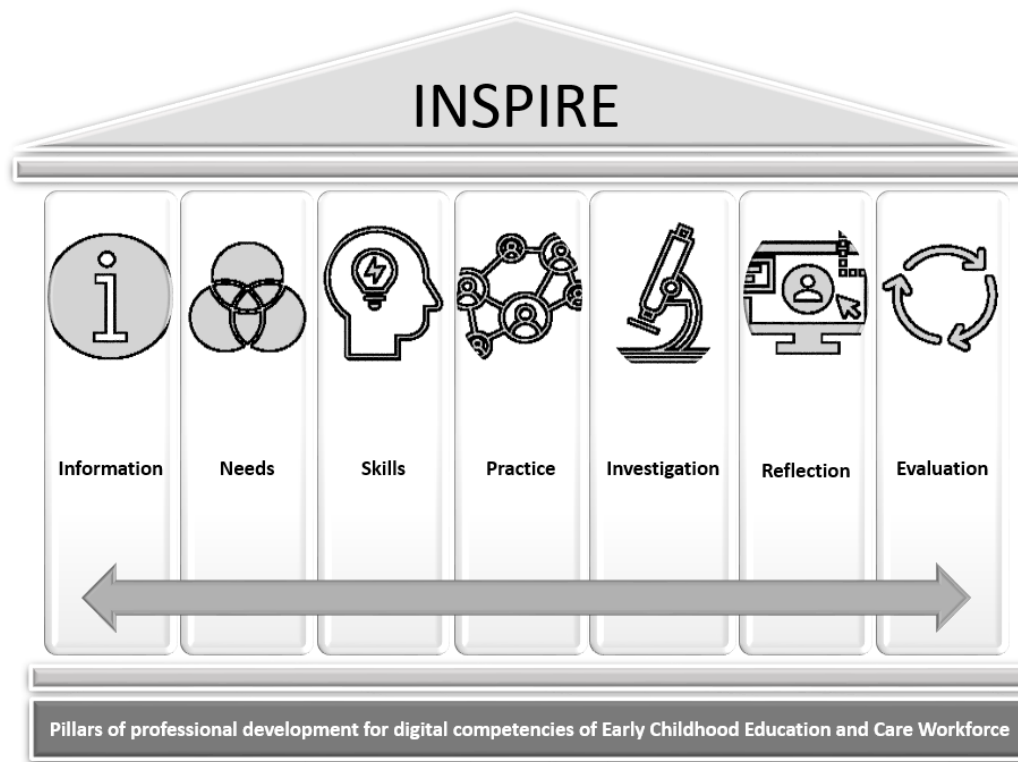 INSPIRE
Information
Needs
Skills
Practice
Investigation
Reflection
Evaluation
Pillars of professional development for digital competencies of Early Childhood Education and Care Workforce